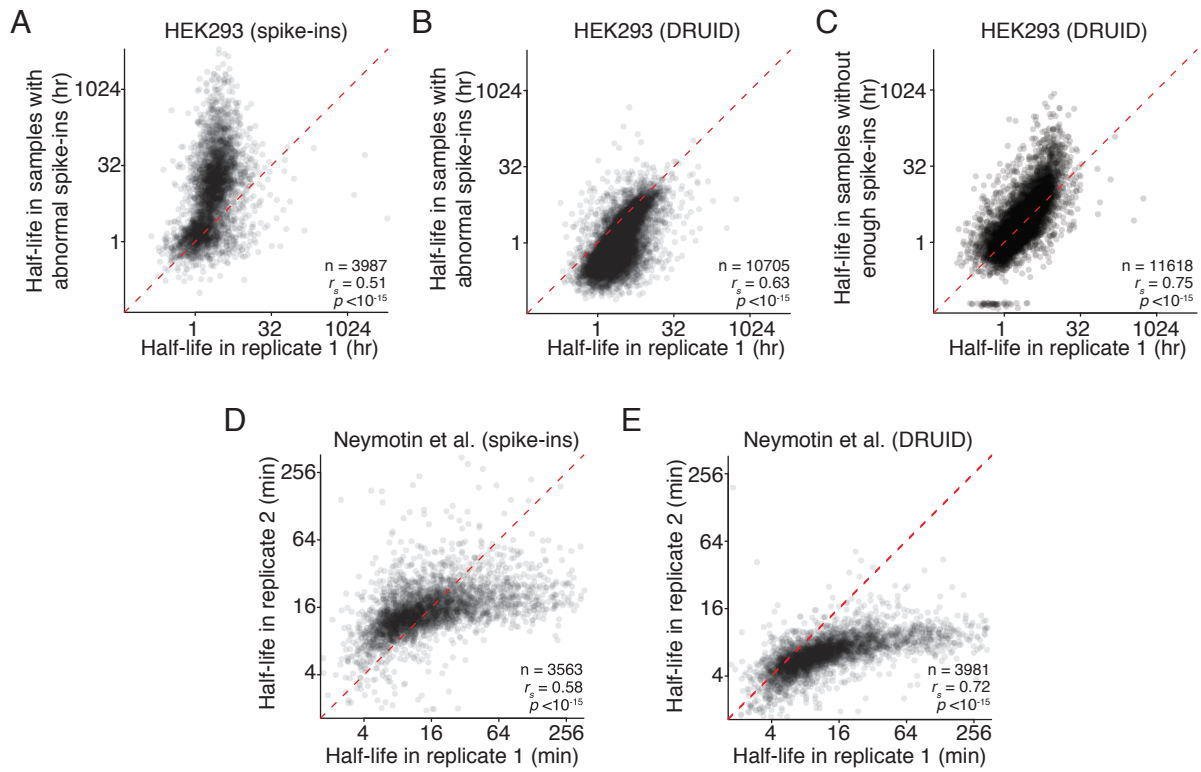 A
HEK293 (spike-ins)
Half-life in samples with
abnormal spike-ins (hr)
1024
32
1
n = 3987
rs = 0.51
p <10-15
1 32 1024
Half-life in replicate 1 (hr)
B
HEK293 (DRUID)
Half-life in samples with
abnormal spike-ins (hr)
1024
32
1
n = 10705
rs = 0.63
p <10-15
1 32 1024
Half-life in replicate 1 (hr)
C
HEK293 (DRUID)
Half-life in samples without
enough spike-ins (hr)
1024
32
1
n = 11618
rs = 0.75
p <10-15
1 32 1024
Half-life in replicate 1 (hr)
D
Neymotin et al. (spike-ins)
Half-life in replicate 2 (min)
256
64
16
4
n = 3563
rs = 0.58
p <10-15
4 16 64 256
Half-life in replicate 1 (min)
E
Neymotin et al. (DRUID)
Half-life in replicate 2 (min)
256
64
16
4
n = 3981
rs = 0.72
p <10-15
4 16 64 256
Half-life in replicate 1 (min)